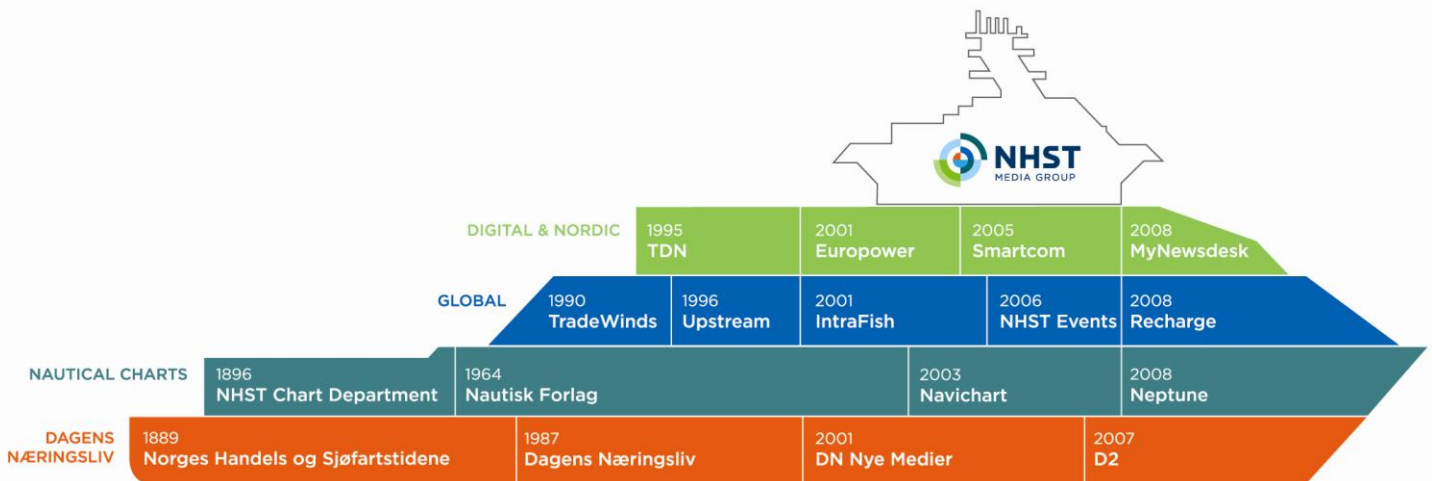 NHST
MEDIA GROUP
DIGITAL & NORDIC
1995
TDN
2001
Europower
2005
Smartcom
2008
MyNewsdesk
GLOBAL
1990
TradeWinds
1996
Upstream
2001
IntraFish
2006
NHST Events
2008
Recharge
NAUTICAL CHARTS
1896
NHST Chart Department
1964
Nautisk Forlag
2003
Navichart
2008
Neptune
DAGENS
NÆRINGSLIV
1889
Norges Handels og Sjøfartstidene
1987
Dagens Næringsliv
2001
DN Nye Medier
2007
D2